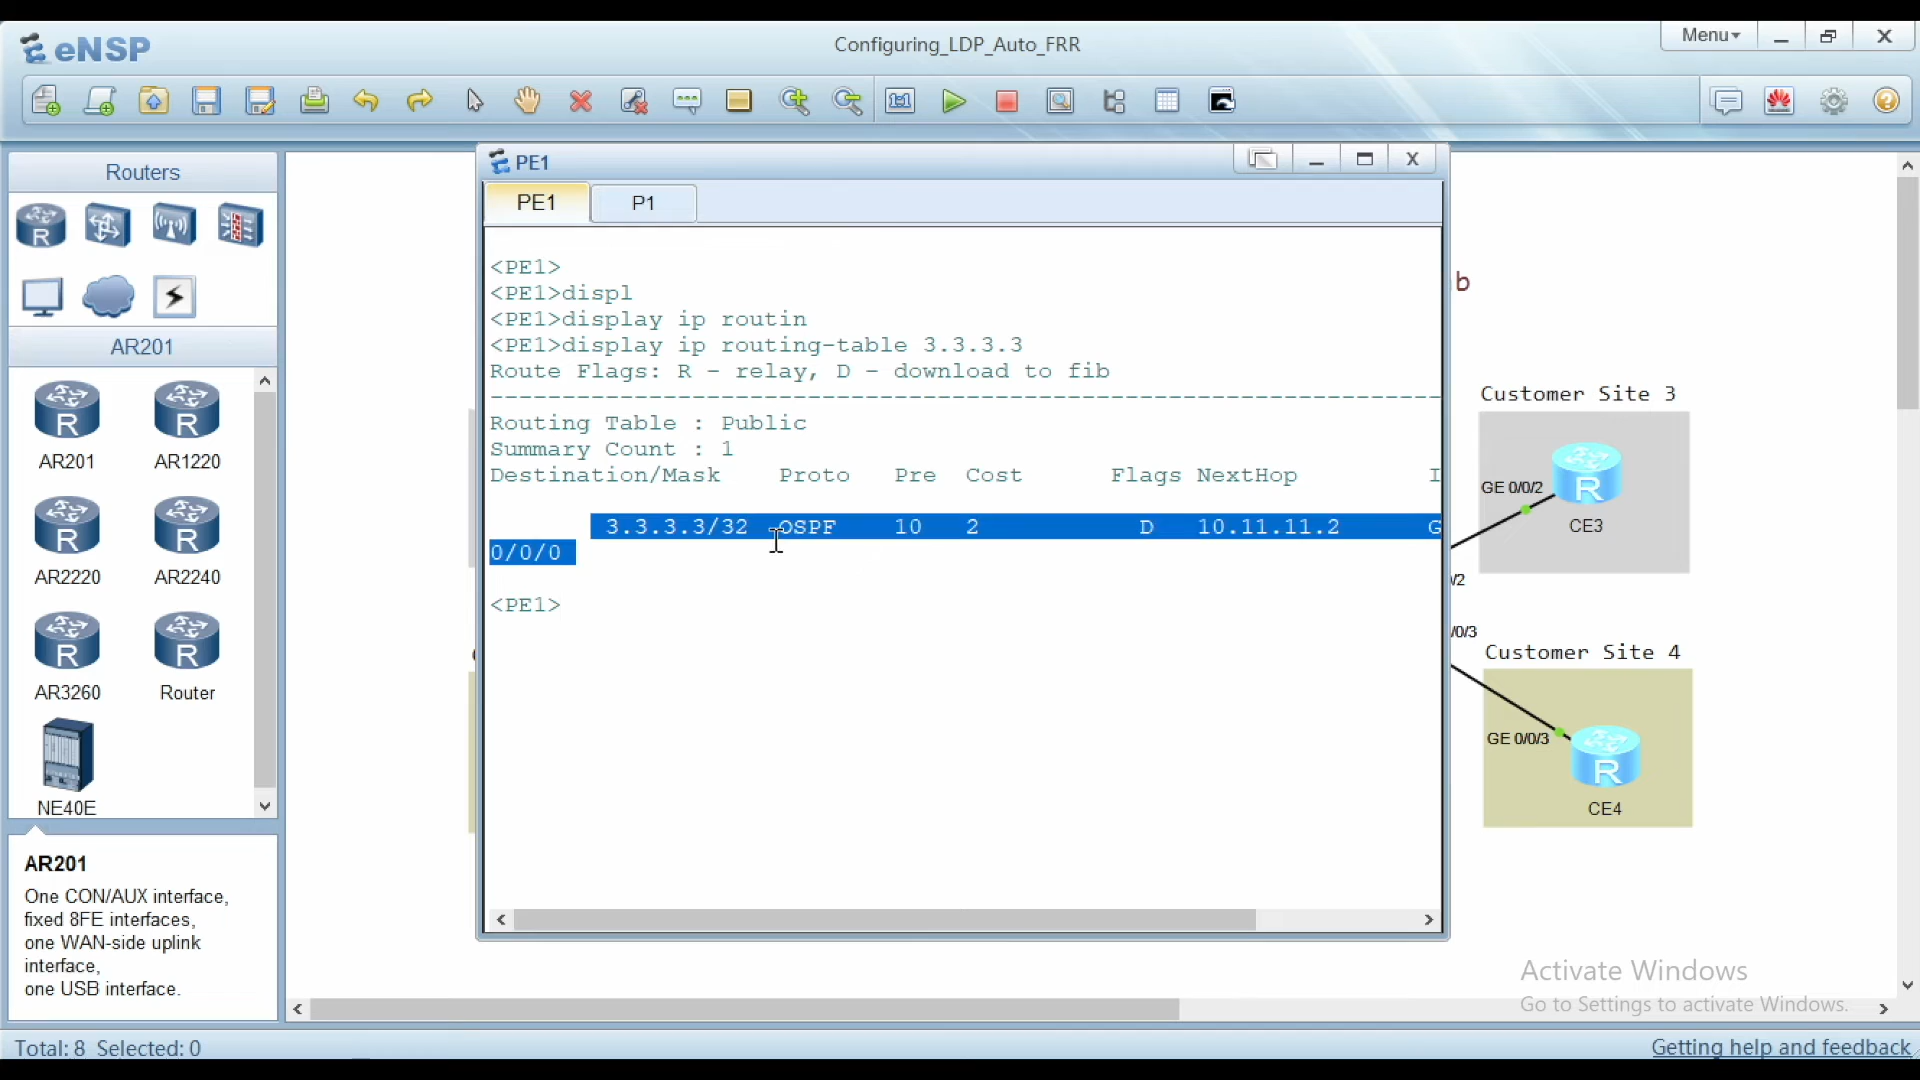 eNSP
Configuring_LDP_Auto_FRR
Menu
Routers
AR201
AR201
AR1220
AR2220
AR2240
AR3260
Router
NE40E
AR201
One CON/AUX interface,
fixed 8FE interfaces,
one WAN-side uplink
interface,
one USB interface.
PE1
PE1
P1
<PE1>
<PE1>displ
<PE1>display ip routin
<PE1>display ip routing-table 3.3.3.3
Route Flags: R - relay, D - download to fib
------------------------------------------------------------------
Routing Table : Public
Summary Count : 1
Destination/Mask    Proto   Pre  Cost      Flags NextHop         I
3.3.3.3/32  OSPF    10   2           D   10.11.11.2      G
0/0/0
<PE1>
b
Customer Site 3
GE 0/0/2
CE3
/2
/0/3
Customer Site 4
GE 0/0/3
CE4
Activate Windows
Go to Settings to activate Windows.
Total: 8 Selected: 0
Getting help and feedback